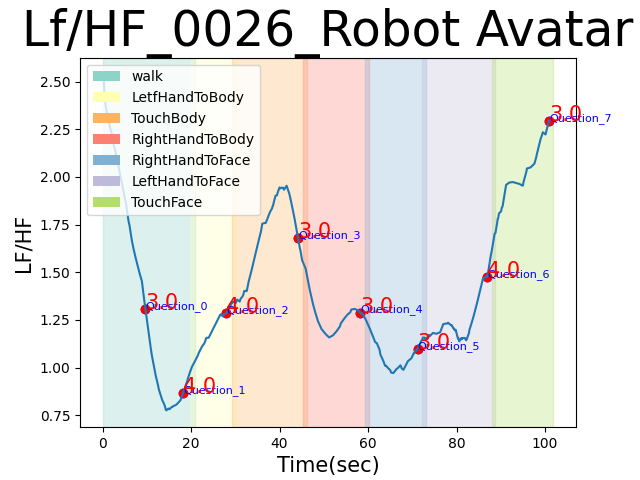 Lf/HF_0026_Robot Avatar
LF/HF
2.50
2.25
2.00
1.75
1.50
1.25
1.00
0.75
walk
LetfHandToBody
TouchBody
RightHandToBody
RightHandToFace
LeftHandToFace
TouchFace
3.0
Question_0
4.0
Question_1
4.0
Question_2
3.0
Question_3
3.0
Question_4
3.0
Question_5
4.0
Question_6
3.0
Question_7
0
20
40
60
80
100
Time(sec)